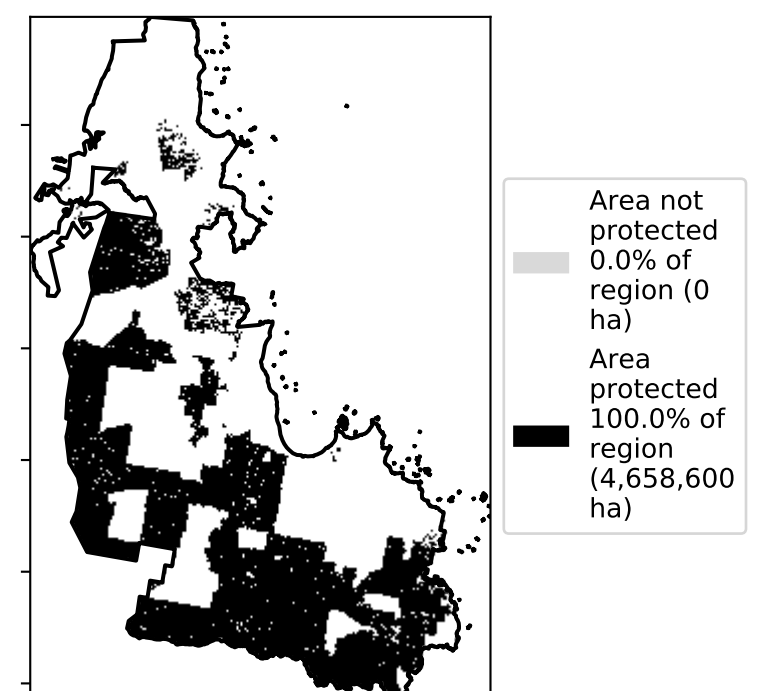 Area not
protected
0.0% of
region (0
ha)
Area
protected
100.0% of
region
(4,658,600
ha)